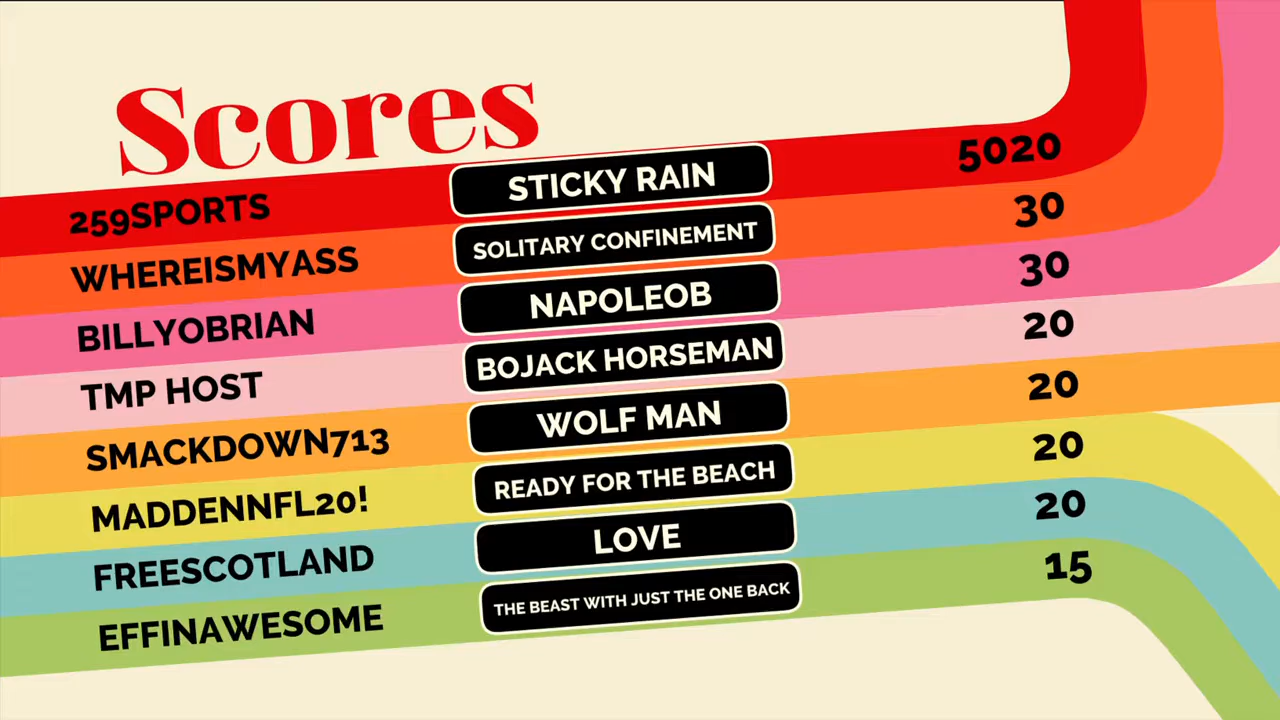 Scores
259SPORTS STICKY RAIN 5020
WHEREISMYASS SOLITARY CONFINEMENT 30
BILLYOBRIAN NAPOLEOB 30
TMP HOST BOJACK HORSEMAN 20
SMACKDOWN713 WOLF MAN 20
MADDENNFL20! READY FOR THE BEACH 20
FREESCOTLAND LOVE 20
EFFINAWESOME THE BEAST WITH JUST THE ONE BACK 15